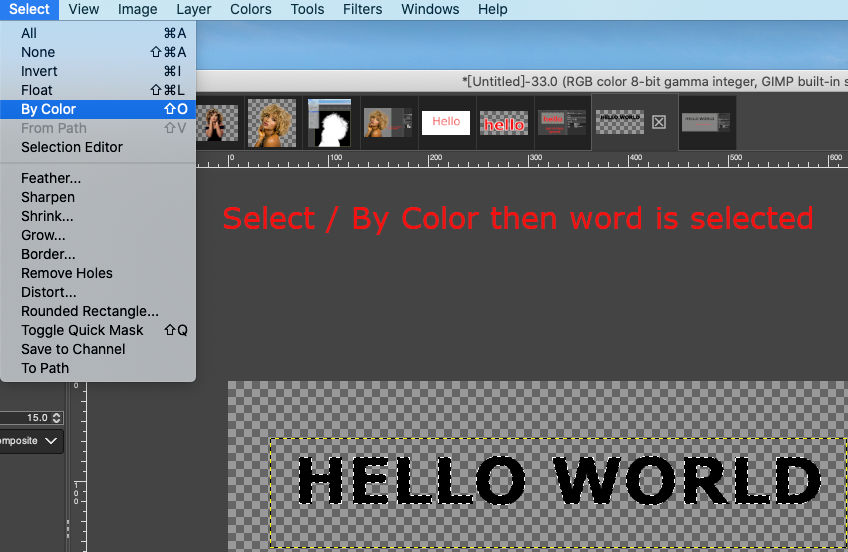 Select View Image Layer Colors Tools Filters Windows Help
All ⌘A
None ⇧⌘A
Invert ⌘I
Float ⇧⌘L
By Color ⇧O
From Path ⇧V
Selection Editor
Feather...
Sharpen
Shrink...
Grow...
Border...
Remove Holes
Distort...
Rounded Rectangle...
Toggle Quick Mask ⇧Q
Save to Channel
To Path
*[Untitled]-33.0 (RGB color 8-bit gamma integer, GIMP built-in s
Hello
hello
HELLO WORLD
0 100 200 300 400 500 600
Select / By Color then word is selected
0
100
15.0
omposite
HELLO WORLD